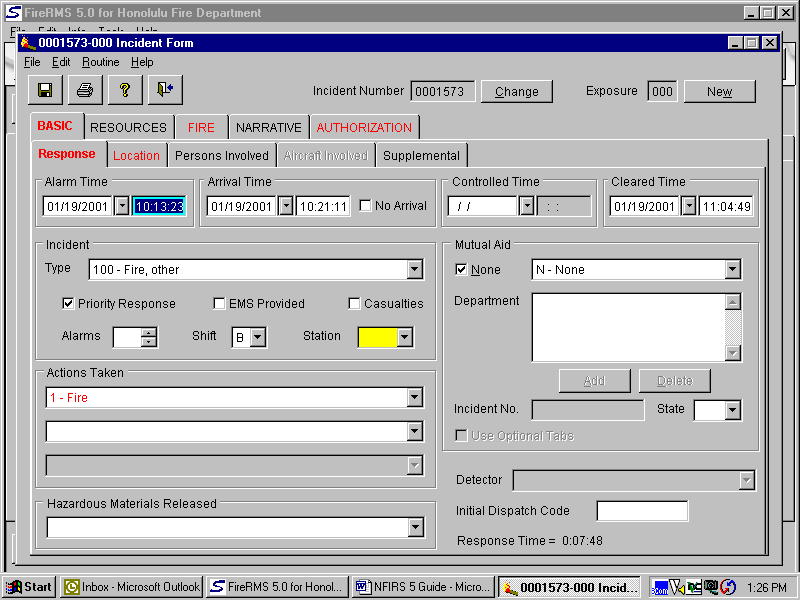 FireRMS 5.0 for Honolulu Fire Department
0001573-000 Incident Form
File Edit Routine Help
Incident Number 0001573 Change Exposure 000 New
BASIC RESOURCES FIRE NARRATIVE AUTHORIZATION
Response Location Persons Involved Aircraft Involved Supplemental
Alarm Time Arrival Time Controlled Time Cleared Time
01/19/2001 10:13:23 01/19/2001 10:21:11 No Arrival / / : : 01/19/2001 11:04:49
Incident Mutual Aid
Type 100 - Fire, other None N - None
Priority Response EMS Provided Casualties Department
Alarms Shift B Station
Actions Taken Add Delete
1 - Fire
Incident No. State
Use Optional Tabs
Detector
Hazardous Materials Released
Initial Dispatch Code
Response Time = 0:07:48
Start Inbox - Microsoft Outlook FireRMS 5.0 for Honol... NFIRS 5 Guide - Micro... 0001573-000 Incid... 1:26 PM